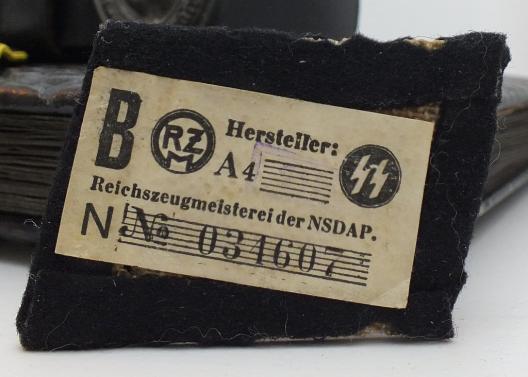 B RZM Hersteller:
A4
Reichszeugmeisterei der NSDAP.
N № 034607